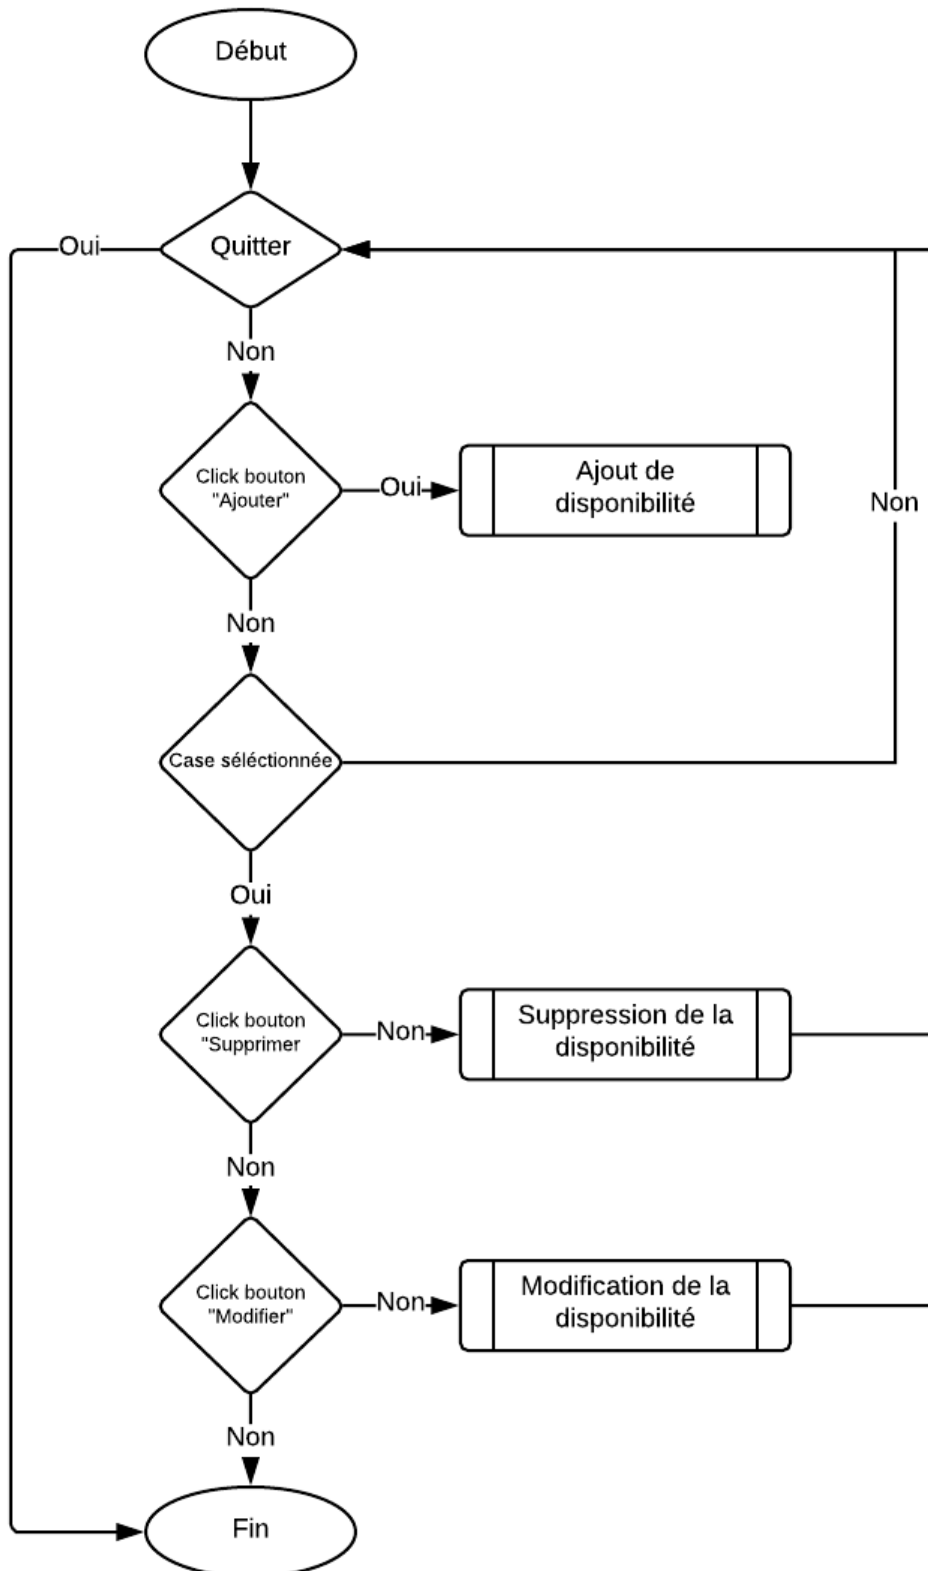 Début
Oui
Quitter
Non
Click bouton
"Ajouter"
Oui
Ajout de
disponibilité
Non
Non
Case séléctionnée
Oui
Click bouton
"Supprimer
Non
Suppression de la
disponibilité
Non
Click bouton
"Modifier"
Non
Modification de la
disponibilité
Non
Fin